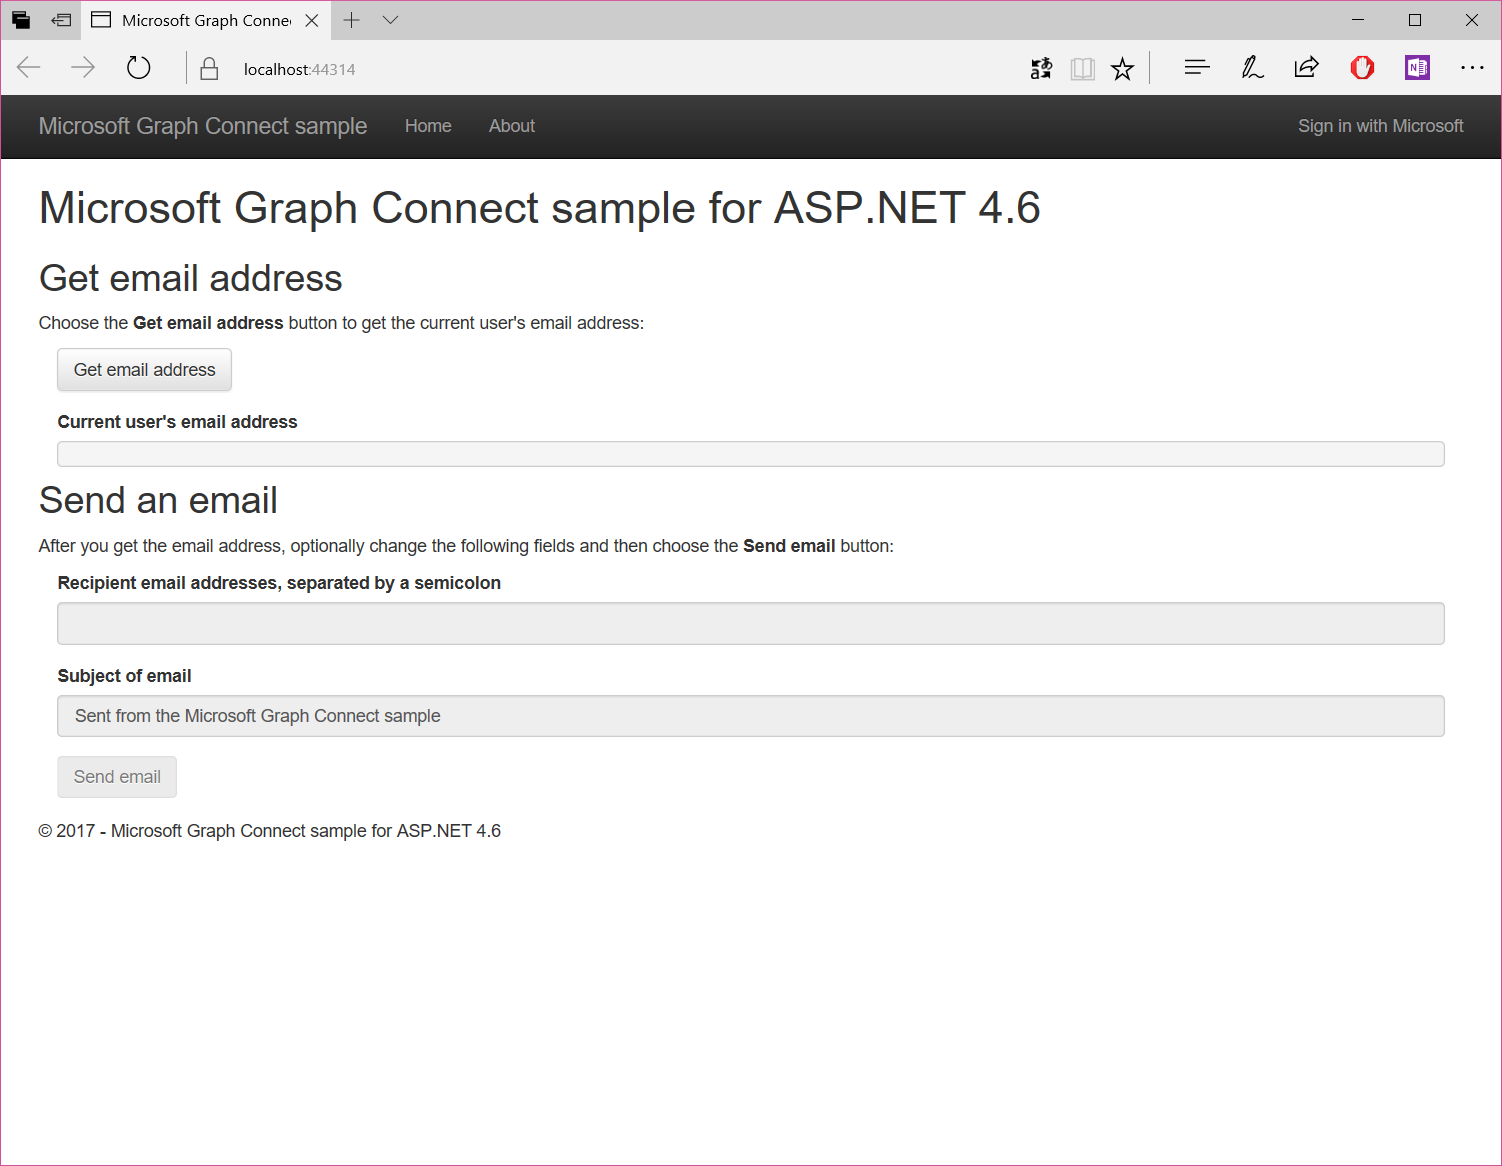 Microsoft Graph Conne
localhost:44314
Microsoft Graph Connect sample Home About Sign in with Microsoft
Microsoft Graph Connect sample for ASP.NET 4.6
Get email address
Choose the Get email address button to get the current user's email address:
Get email address
Current user's email address
Send an email
After you get the email address, optionally change the following fields and then choose the Send email button:
Recipient email addresses, separated by a semicolon
Subject of email
Sent from the Microsoft Graph Connect sample
Send email
© 2017 - Microsoft Graph Connect sample for ASP.NET 4.6